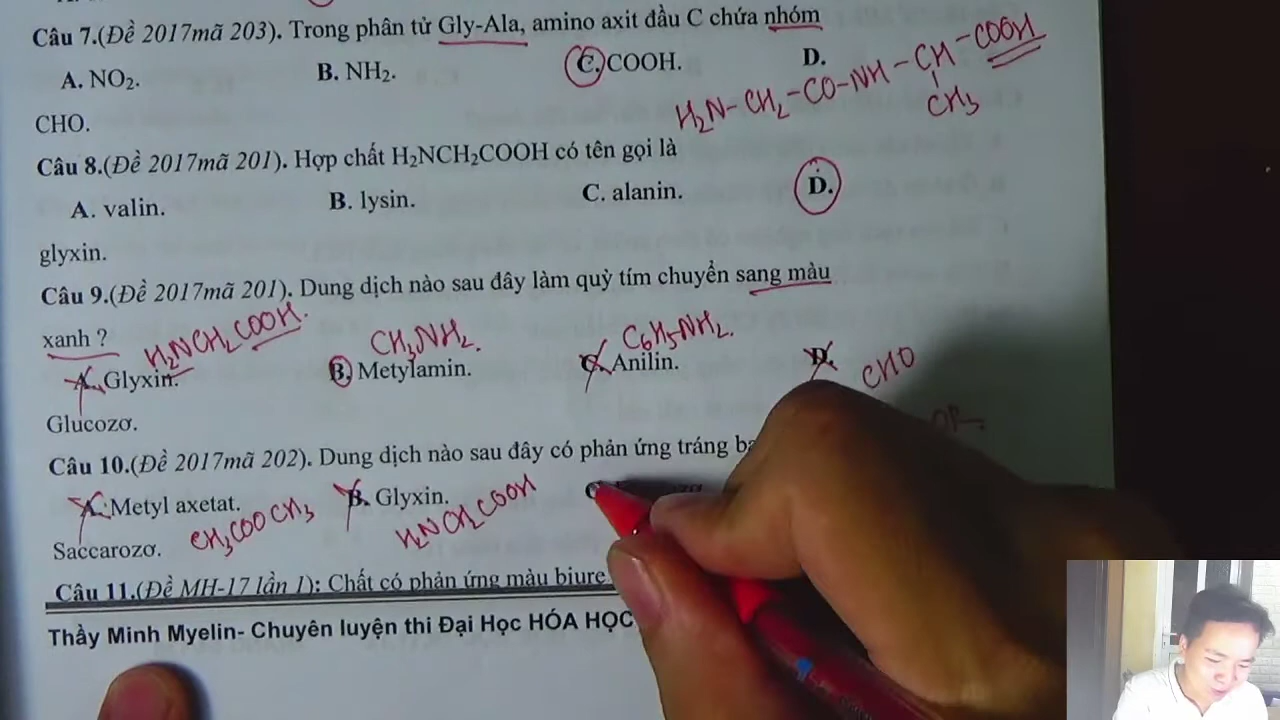 Câu 7.(Đề 2017mã 203). Trong phân tử Gly-Ala, amino axit đầu C chứa nhóm
A. NO₂. B. NH₂. C. COOH. D.
CHO.
H₂N-CH₂-CO-NH-CH-COOH
CH₃
Câu 8.(Đề 2017mã 201). Hợp chất H₂NCH₂COOH có tên gọi là
A. valin. B. lysin. C. alanin. D.
glyxin.
Câu 9.(Đề 2017mã 201). Dung dịch nào sau đây làm quỳ tím chuyển sang màu
xanh ?
H₂NCH₂COOH. CH₃NH₂. C₆H₅-NH₂.
A. Glyxin. B. Metylamin. C. Anilin. D.
CHO
Glucozơ.
Câu 10.(Đề 2017mã 202). Dung dịch nào sau đây có phản ứng tráng
A. Metyl axetat. B. Glyxin.
CH₃COOCH₃ H₂NCH₂COOH
Saccarozơ.
Câu 11.(Đề MH-17 lần 1): Chất có phản ứng màu biure
Thầy Minh Myelin- Chuyên luyện thi Đại Học HÓA HỌC